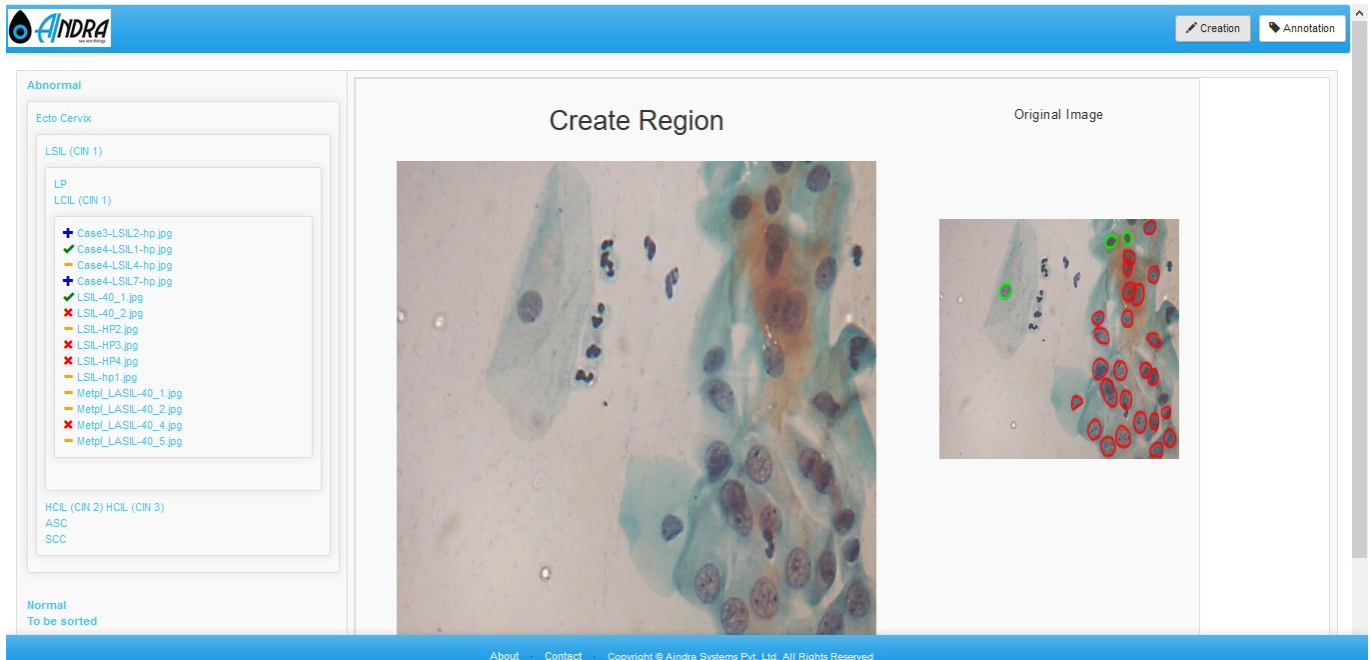 AINDRA
we see things
Creation
Annotation
Abnormal
Ecto Cervix
LSIL (CIN 1)
LP
LCIL (CIN 1)
Case3-LSIL2-hp.jpg
Case4-LSIL1-hp.jpg
Case4-LSIL4-hp.jpg
Case4-LSIL7-hp.jpg
LSIL-40_1.jpg
LSIL-40_2.jpg
LSIL-HP2.jpg
LSIL-HP3.jpg
LSIL-HP4.jpg
LSIL-hp1.jpg
Metpl_LASIL-40_1.jpg
Metpl_LASIL-40_2.jpg
Metpl_LASIL-40_4.jpg
Metpl_LASIL-40_5.jpg
HCIL (CIN 2) HCIL (CIN 3)
ASC
SCC
Normal
To be sorted
Create Region
Original Image
About · Contact · Copyright © Aindra Systems Pvt. Ltd. All Rights Reserved